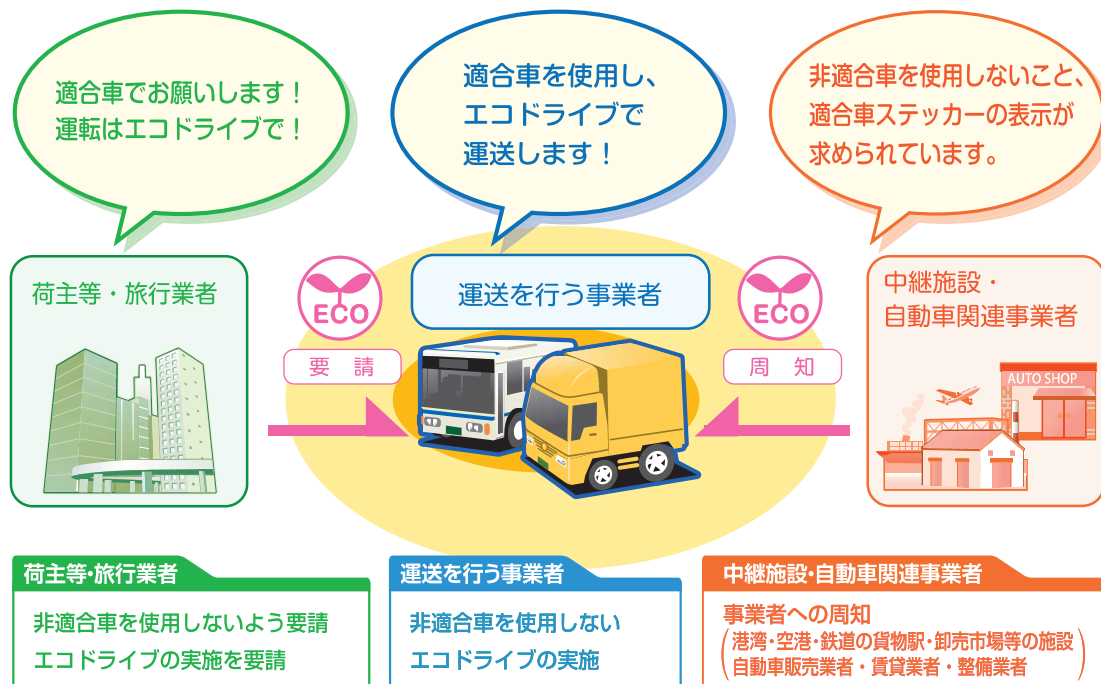 適合車でお願いします！
運転はエコドライブで！
適合車を使用し、
エコドライブで
運送します！
非適合車を使用しないこと、
適合車ステッカーの表示が
求められています。
荷主等・旅行業者
ECO
要 請
運送を行う事業者
ECO
周 知
中継施設・
自動車関連事業者
AUTO SHOP
荷主等・旅行業者
非適合車を使用しないよう要請
エコドライブの実施を要請
運送を行う事業者
非適合車を使用しない
エコドライブの実施
中継施設・自動車関連事業者
事業者への周知
（港湾・空港・鉄道の貨物駅・卸売市場等の施設
自動車販売業者・賃貸業者・整備業者）